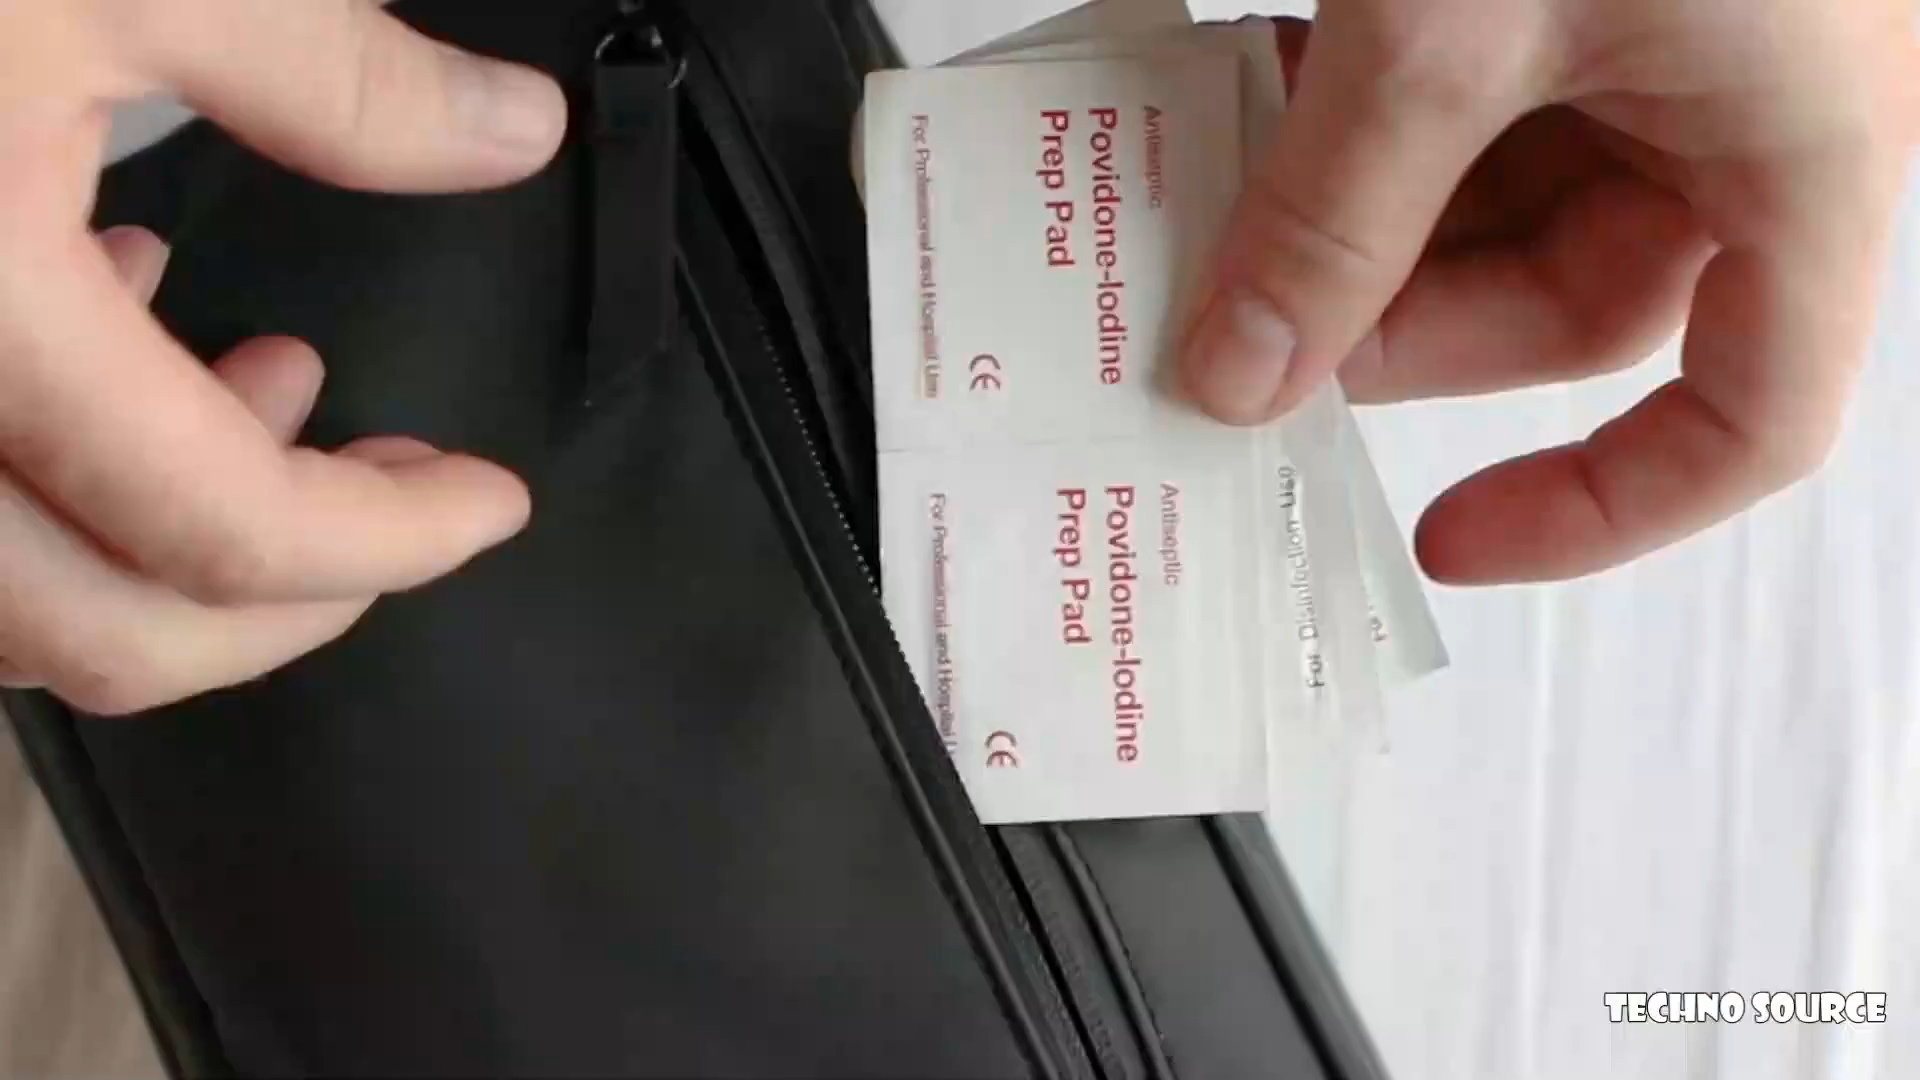 Antiseptic
Povidone-Iodine
Prep Pad
CE
For Professional and Hospital Use
Antiseptic
Povidone-Iodine
Prep Pad
CE
For Professional and Hospital
For Disinfection Use
For
TECHNO SOURCE